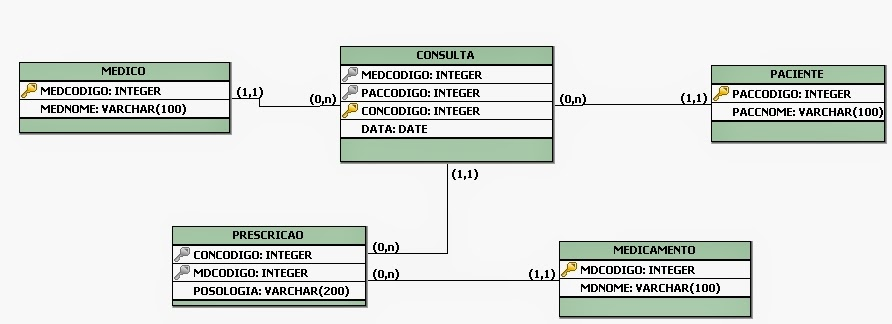 MEDICO
MEDCODIGO: INTEGER
MEDNOME: VARCHAR(100)
(1,1)
(0,n)
CONSULTA
MEDCODIGO: INTEGER
PACCODIGO: INTEGER
CONCODIGO: INTEGER
DATA: DATE
(0,n)
(1,1)
PACIENTE
PACCODIGO: INTEGER
PACCNOME: VARCHAR(100)
(1,1)
PRESCRICAO
CONCODIGO: INTEGER
MDCODIGO: INTEGER
POSOLOGIA: VARCHAR(200)
(0,n)
(0,n)
(1,1)
MEDICAMENTO
MDCODIGO: INTEGER
MDNOME: VARCHAR(100)